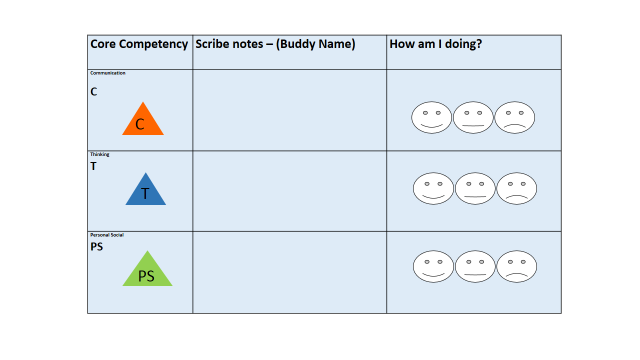 Core Competency
Scribe notes – (Buddy Name)
How am I doing?
Communication
C
C
Thinking
T
T
Personal Social
PS
PS